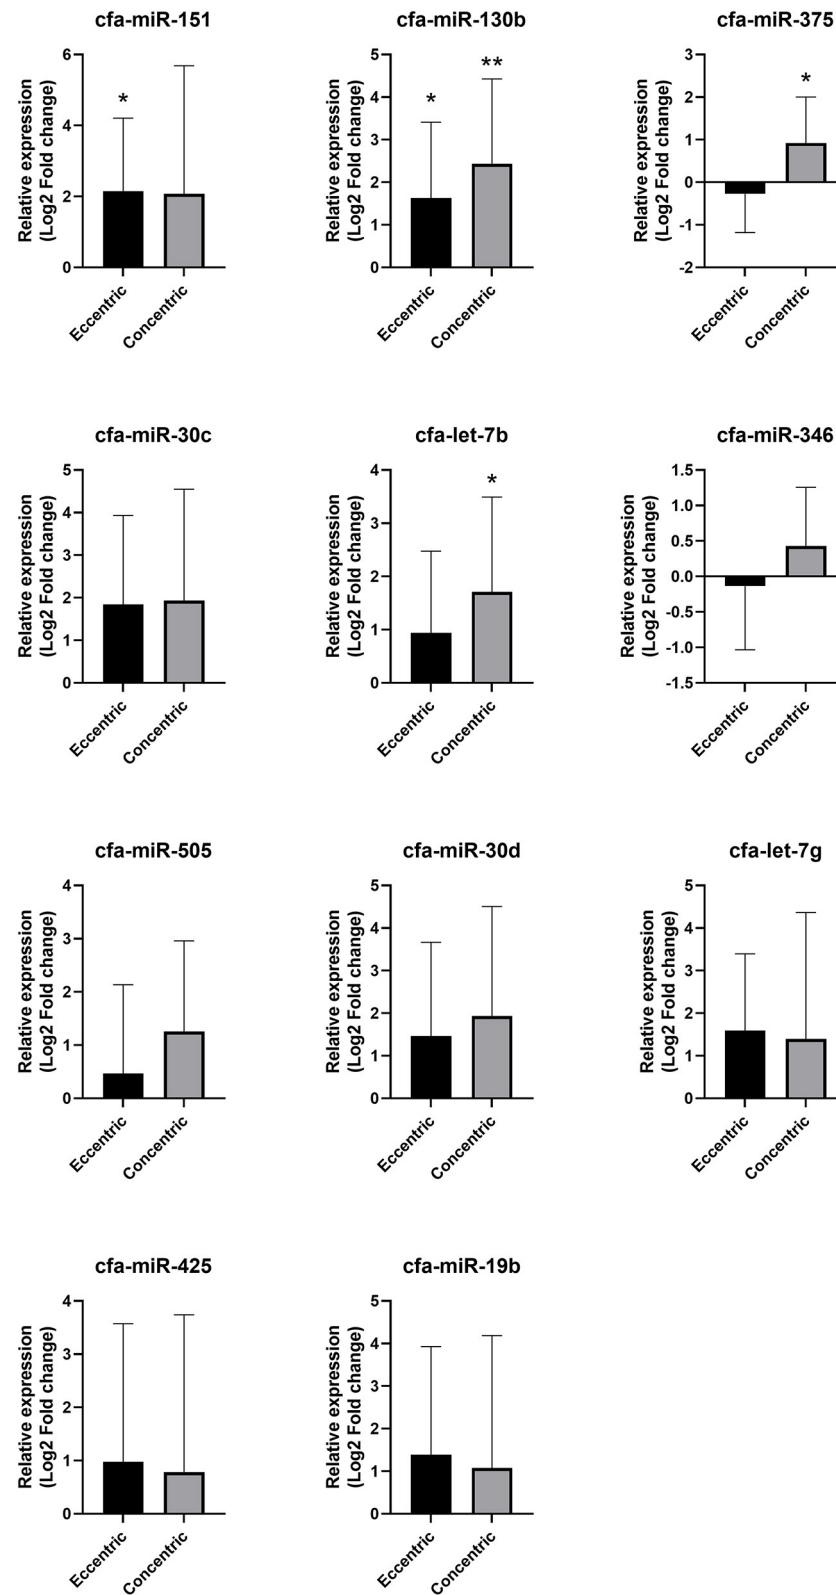 cfa-miR-151
Relative expression
(Log2 Fold change)
6
4
2
0
*
Eccentric
Concentric
cfa-miR-130b
Relative expression
(Log2 Fold change)
5
4
3
2
1
0
*
**
Eccentric
Concentric
cfa-miR-375
Relative expression
(Log2 Fold change)
3
2
1
0
-1
-2
*
Eccentric
Concentric
cfa-miR-30c
Relative expression
(Log2 Fold change)
5
4
3
2
1
0
Eccentric
Concentric
cfa-let-7b
Relative expression
(Log2 Fold change)
4
3
2
1
0
*
Eccentric
Concentric
cfa-miR-346
Relative expression
(Log2 Fold change)
1.5
1.0
0.5
0.0
-0.5
-1.0
-1.5
Eccentric
Concentric
cfa-miR-505
Relative expression
(Log2 Fold change)
4
3
2
1
0
Eccentric
Concentric
cfa-miR-30d
Relative expression
(Log2 Fold change)
5
4
3
2
1
0
Eccentric
Concentric
cfa-let-7g
Relative expression
(Log2 Fold change)
5
4
3
2
1
0
Eccentric
Concentric
cfa-miR-425
Relative expression
(Log2 Fold change)
4
3
2
1
0
Eccentric
Concentric
cfa-miR-19b
Relative expression
(Log2 Fold change)
5
4
3
2
1
0
Eccentric
Concentric